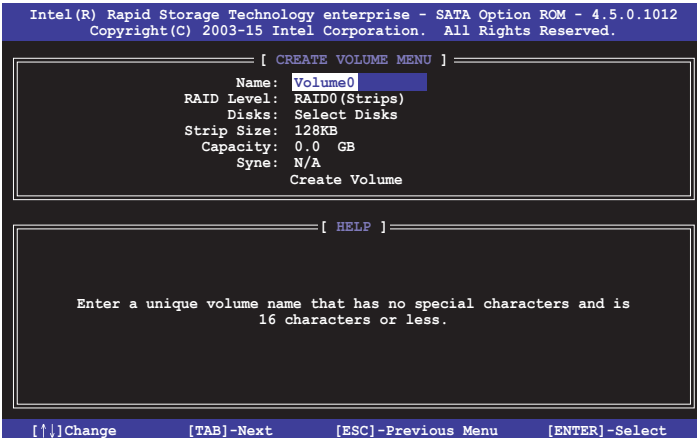 Intel(R) Rapid Storage Technology enterprise - SATA Option ROM - 4.5.0.1012
Copyright(C) 2003-15 Intel Corporation. All Rights Reserved.
[ CREATE VOLUME MENU ]
Name: Volume0
RAID Level: RAID0(Strips)
Disks: Select Disks
Strip Size: 128KB
Capacity: 0.0 GB
Syne: N/A
Create Volume
[ HELP ]
Enter a unique volume name that has no special characters and is
16 characters or less.
[↑↓]Change [TAB]-Next [ESC]-Previous Menu [ENTER]-Select